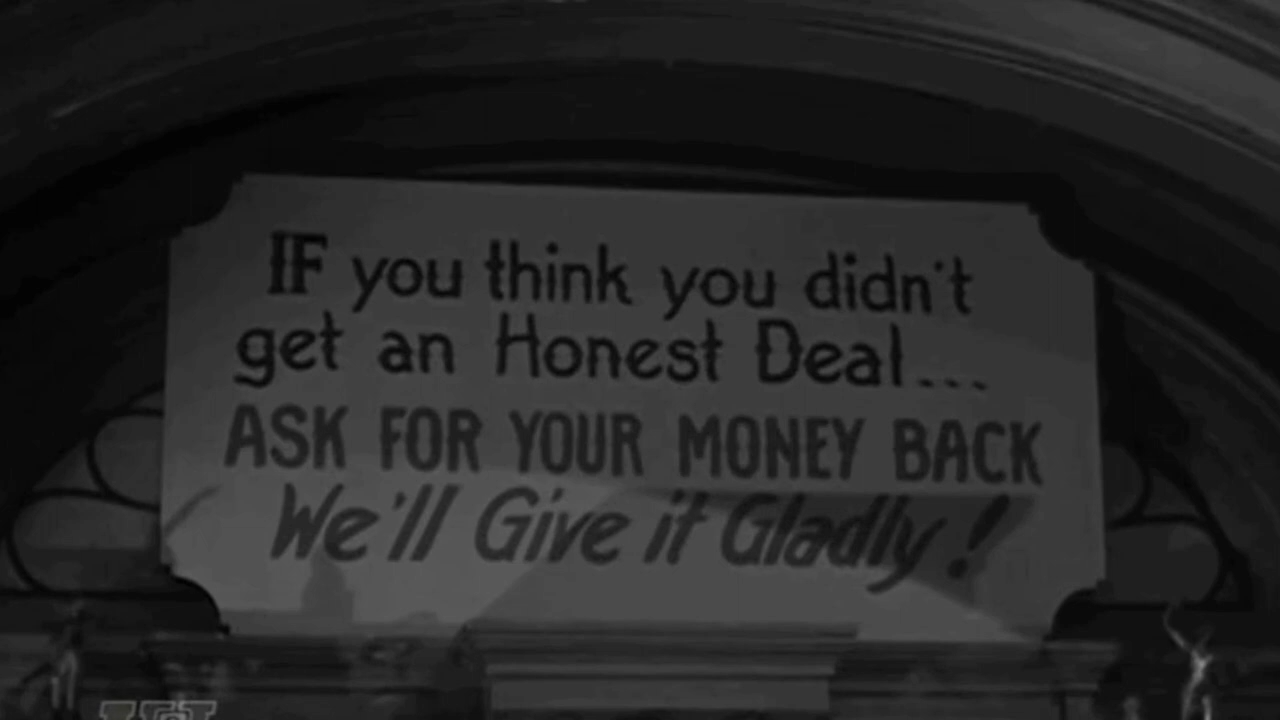 IF you think you didn't
get an Honest Deal...
ASK FOR YOUR MONEY BACK
We'll Give it Gladly!